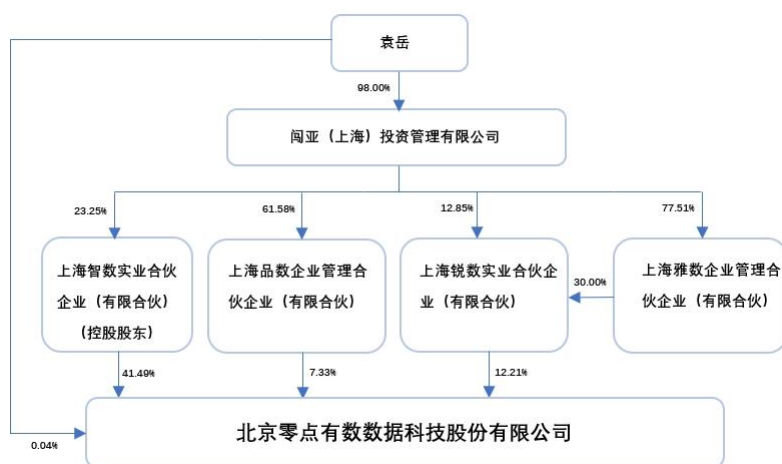 袁岳
98.00%
闯亚（上海）投资管理有限公司
23.25%
61.58%
12.85%
77.51%
上海智数实业合伙
企业（有限合伙）
（控股股东）
上海品数企业管理合
伙企业（有限合伙）
上海锐数实业合伙企
业（有限合伙）
30.00%
上海雅数企业管理合
伙企业（有限合伙）
41.49%
7.33%
12.21%
北京零点有数数据科技股份有限公司
0.04%